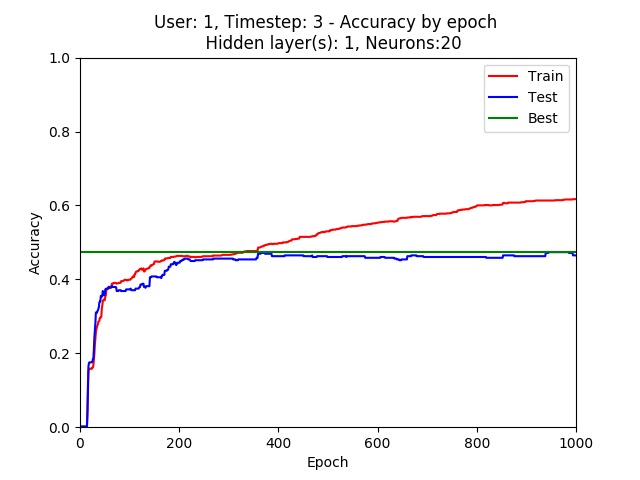 User: 1, Timestep: 3 - Accuracy by epoch
Hidden layer(s): 1, Neurons:20
1.0
0.8
0.6
0.4
0.2
0.0
Accuracy
Train
Test
Best
0
200
400
600
800
1000
Epoch